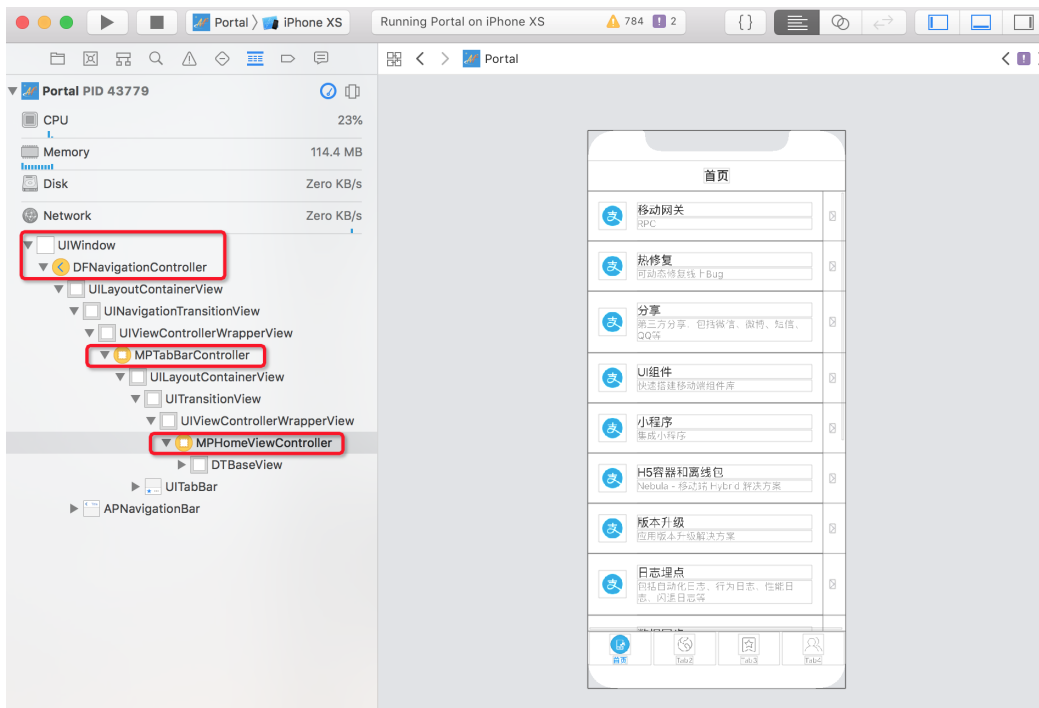 Portal 〉 iPhone XS
Running Portal on iPhone XS
784
2
Portal
Portal PID 43779
CPU
23%
Memory
114.4 MB
Disk
Zero KB/s
Network
Zero KB/s
UIWindow
DFNavigationController
UILayoutContainerView
UINavigationTransitionView
UIViewControllerWrapperView
MPTabBarController
UILayoutContainerView
UITransitionView
UIViewControllerWrapperView
MPHomeViewController
DTBaseView
UITabBar
APNavigationBar
首页
移动网关
RPC
热修复
可动态修复线上Bug
分享
第三方分享，包括微信、微博、短信、
QQ等
UI组件
快速搭建移动端组件库
小程序
集成小程序
H5容器和离线包
Nebula - 移动端 Hybrid 解决方案
版本升级
应用版本升级解决方案
日志埋点
包括自动化日志、行为日志、性能日
志、闪退日志等
首页
Tab2
Tab3
Tab4